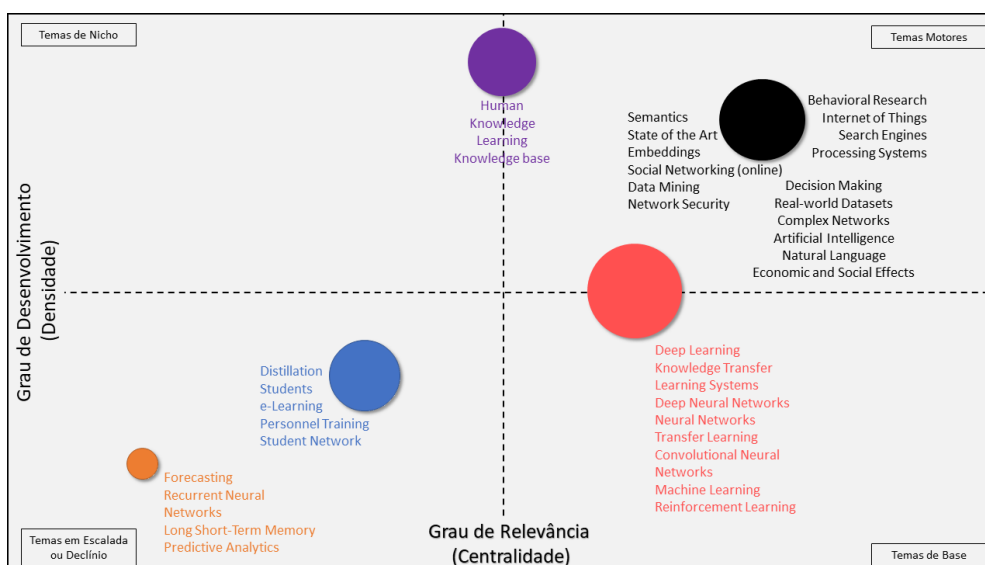 Temas de Nicho
Temas Motores
Human
Knowledge
Learning
Knowledge base
Semantics
State of the Art
Embeddings
Social Networking (online)
Data Mining
Network Security
Behavioral Research
Internet of Things
Search Engines
Processing Systems
Decision Making
Real-world Datasets
Complex Networks
Artificial Intelligence
Natural Language
Economic and Social Effects
Grau de Desenvolvimento
(Densidade)
Distillation
Students
e-Learning
Personnel Training
Student Network
Deep Learning
Knowledge Transfer
Learning Systems
Deep Neural Networks
Neural Networks
Transfer Learning
Convolutional Neural
Networks
Machine Learning
Reinforcement Learning
Forecasting
Recurrent Neural
Networks
Long Short-Term Memory
Predictive Analytics
Temas em Escalada
ou Declínio
Grau de Relevância
(Centralidade)
Temas de Base